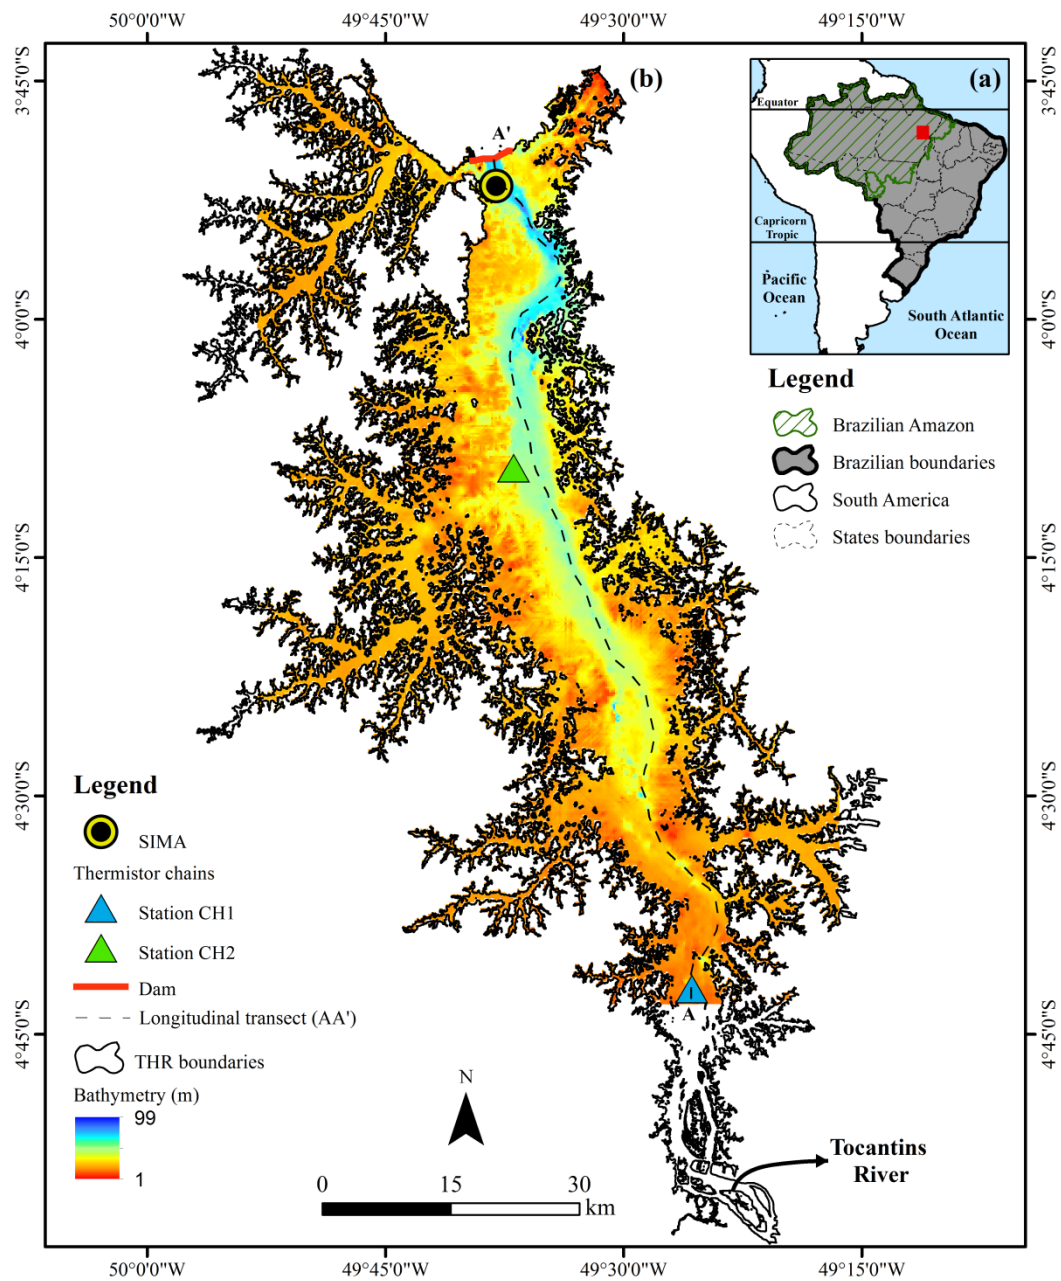 50°0'0"W
49°45'0"W
49°30'0"W
49°15'0"W
3°45'0"S
4°0'0"S
4°15'0"S
4°30'0"S
4°45'0"S
(b)
A'
(a)
Equator
Capricorn
Tropic
Pacific
Ocean
South Atlantic
Ocean
3°45'0"S
4°0'0"S
4°15'0"S
4°30'0"S
4°45'0"S
Legend
Brazilian Amazon
Brazilian boundaries
South America
States boundaries
Legend
SIMA
Thermistor chains
Station CH1
Station CH2
Dam
Longitudinal transect (AA')
THR boundaries
Bathymetry (m)
99
1
A
N
0 15 30
km
Tocantins
River
50°0'0"W
49°45'0"W
49°30'0"W
49°15'0"W